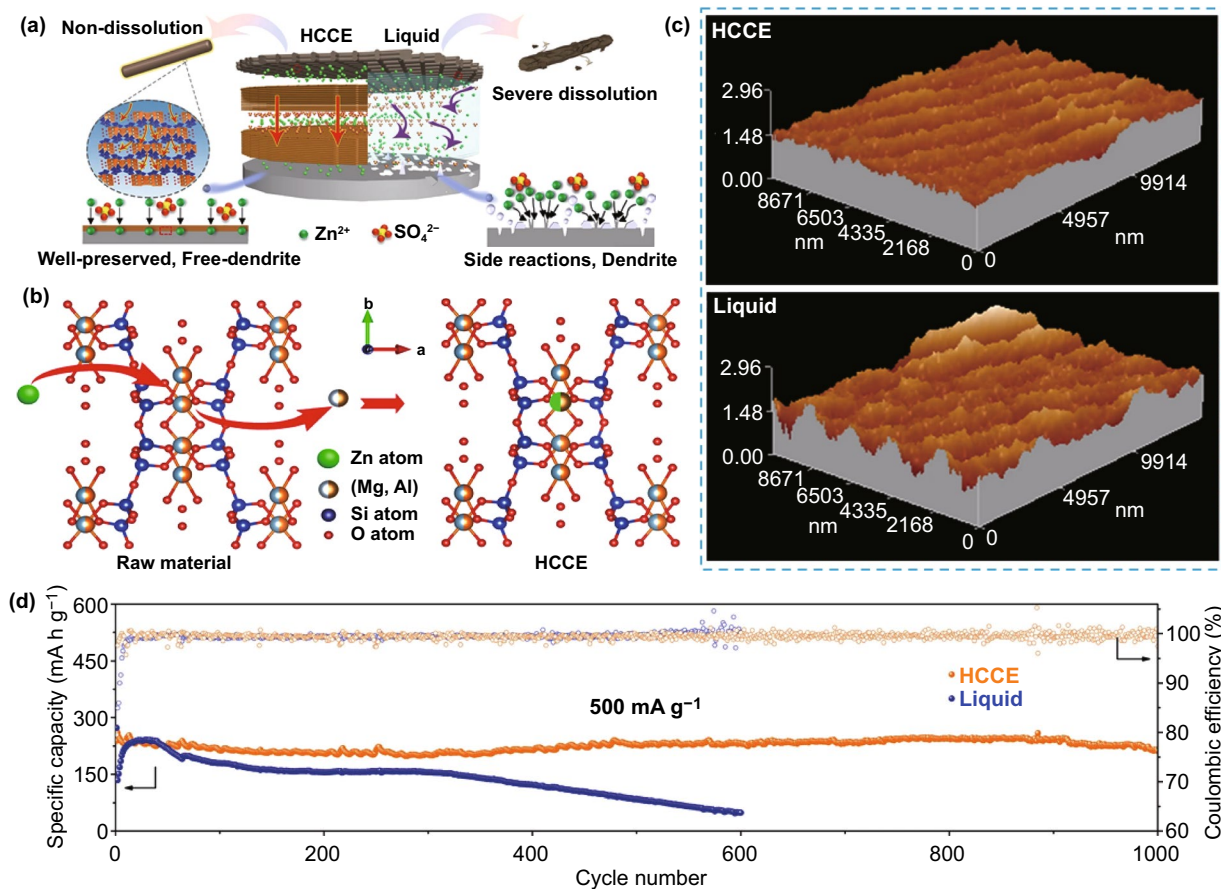 (a)
Non-dissolution
HCCE
Liquid
Severe dissolution
Zn²⁺
SO₄²⁻
Well-preserved, Free-dendrite
Side reactions, Dendrite
(b)
b
a
Zn atom
(Mg, Al)
Si atom
O atom
Raw material
HCCE
(c)
HCCE
2.96
1.48
0.00
8671
6503
4335
2168
0
nm
0
4957
9914
nm
Liquid
2.96
1.48
0.00
8671
6503
4335
2168
0
nm
0
4957
9914
nm
(d)
Specific capacity (mA h g⁻¹)
600
450
300
150
0
500 mA g⁻¹
HCCE
Liquid
100
90
80
70
60
Coulombic efficiency (%)
0
200
400
600
800
1000
Cycle number